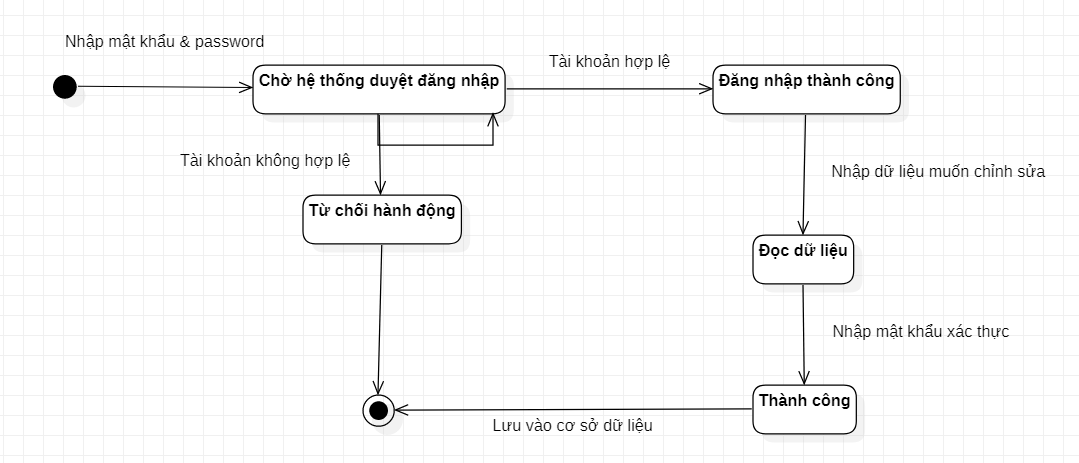 Nhập mật khẩu & password
Chờ hệ thống duyệt đăng nhập
Tài khoản hợp lệ
Đăng nhập thành công
Tài khoản không hợp lệ
Nhập dữ liệu muốn chỉnh sửa
Từ chối hành động
Đọc dữ liệu
Nhập mật khẩu xác thực
Thành công
Lưu vào cơ sở dữ liệu